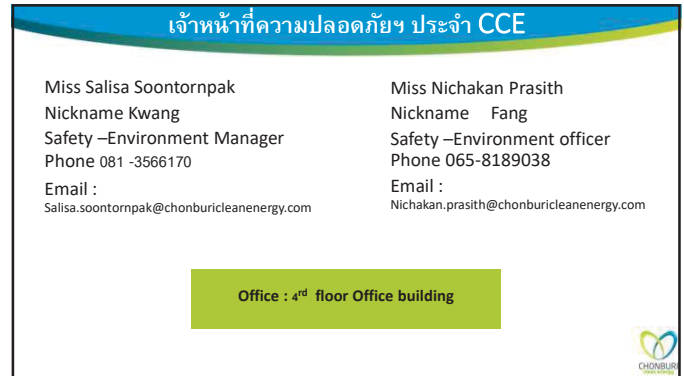 เจ้าหน้าที่ความปลอดภัยฯ ประจำ CCE
Miss Salisa Soontornpak
Nickname Kwang
Safety –Environment Manager
Phone 081 -3566170
Email :
Salisa.soontornpak@chonburicleanenergy.com
Miss Nichakan Prasith
Nickname Fang
Safety –Environment officer
Phone 065-8189038
Email :
Nichakan.prasith@chonburicleanenergy.com
Office : 4rd floor Office building
CHONBURI